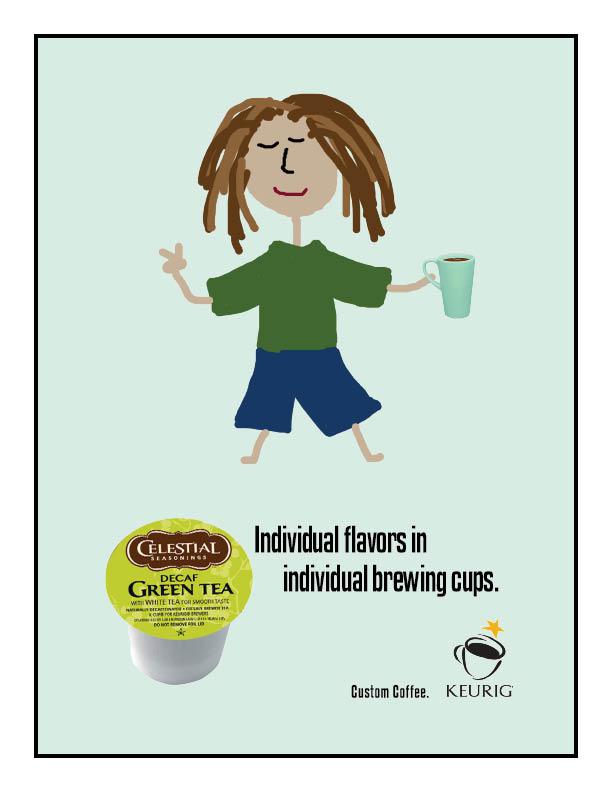 Individual flavors in
individual brewing cups.
CELESTIAL
SEASONINGS
DECAF
GREEN TEA
WITH WHITE TEA FOR SMOOTH TASTE
DO NOT REMOVE FOIL LID
Custom Coffee.
KEURIG